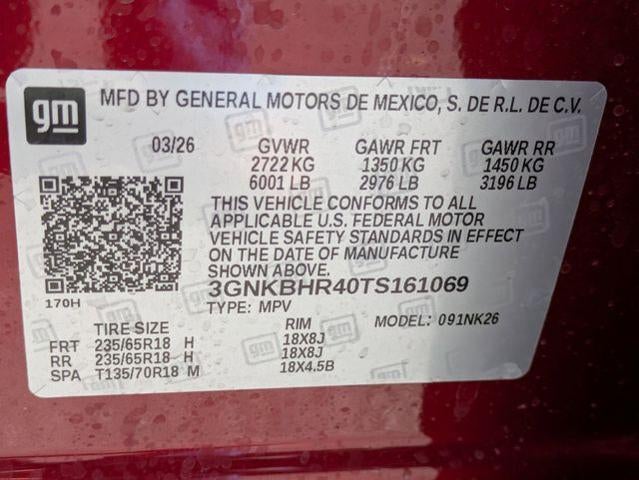 gm MFD BY GENERAL MOTORS DE MEXICO, S. DE R.L. DE C.V.
03/26 GVWR GAWR FRT GAWR RR
2722 KG 1350 KG 1450 KG
6001 LB 2976 LB 3196 LB
THIS VEHICLE CONFORMS TO ALL
APPLICABLE U.S. FEDERAL MOTOR
VEHICLE SAFETY STANDARDS IN EFFECT
ON THE DATE OF MANUFACTURE
SHOWN ABOVE.
3GNKBHR40TS161069
170H
TYPE: MPV MODEL: 091NK26
TIRE SIZE RIM
FRT 235/65R18 H 18X8J
RR 235/65R18 H 18X8J
SPA T135/70R18 M 18X4.5B